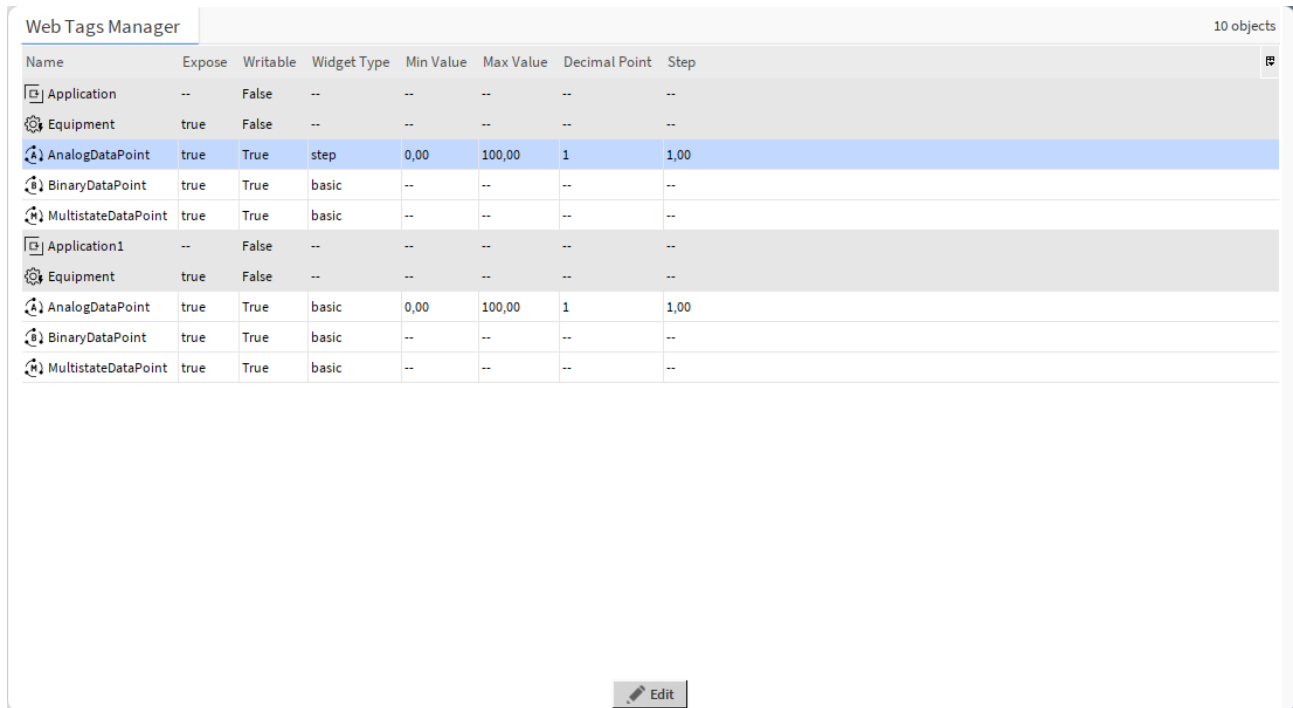 Web Tags Manager 10 objects
Name Expose Writable Widget Type Min Value Max Value Decimal Point Step
Application -- False -- -- -- -- --
Equipment true False -- -- -- -- --
A AnalogDataPoint true True step 0,00 100,00 1 1,00
B BinaryDataPoint true True basic -- -- -- --
M MultistateDataPoint true True basic -- -- -- --
Application1 -- False -- -- -- -- --
Equipment true False -- -- -- -- --
A AnalogDataPoint true True basic 0,00 100,00 1 1,00
B BinaryDataPoint true True basic -- -- -- --
M MultistateDataPoint true True basic -- -- -- --
Edit